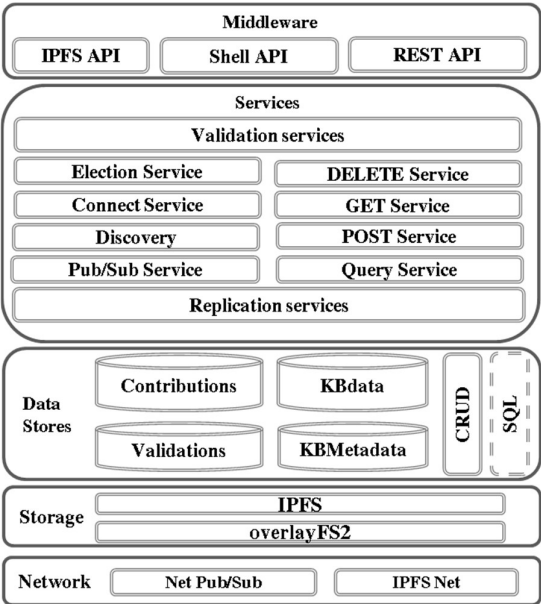 Middleware
IPFS API
Shell API
REST API
Services
Validation services
Election Service
DELETE Service
Connect Service
GET Service
Discovery
POST Service
Pub/Sub Service
Query Service
Replication services
Data
Stores
Contributions
KBdata
Validations
KBMetadata
CRUD
SQL
Storage
IPFS
overlayFS2
Network
Net Pub/Sub
IPFS Net